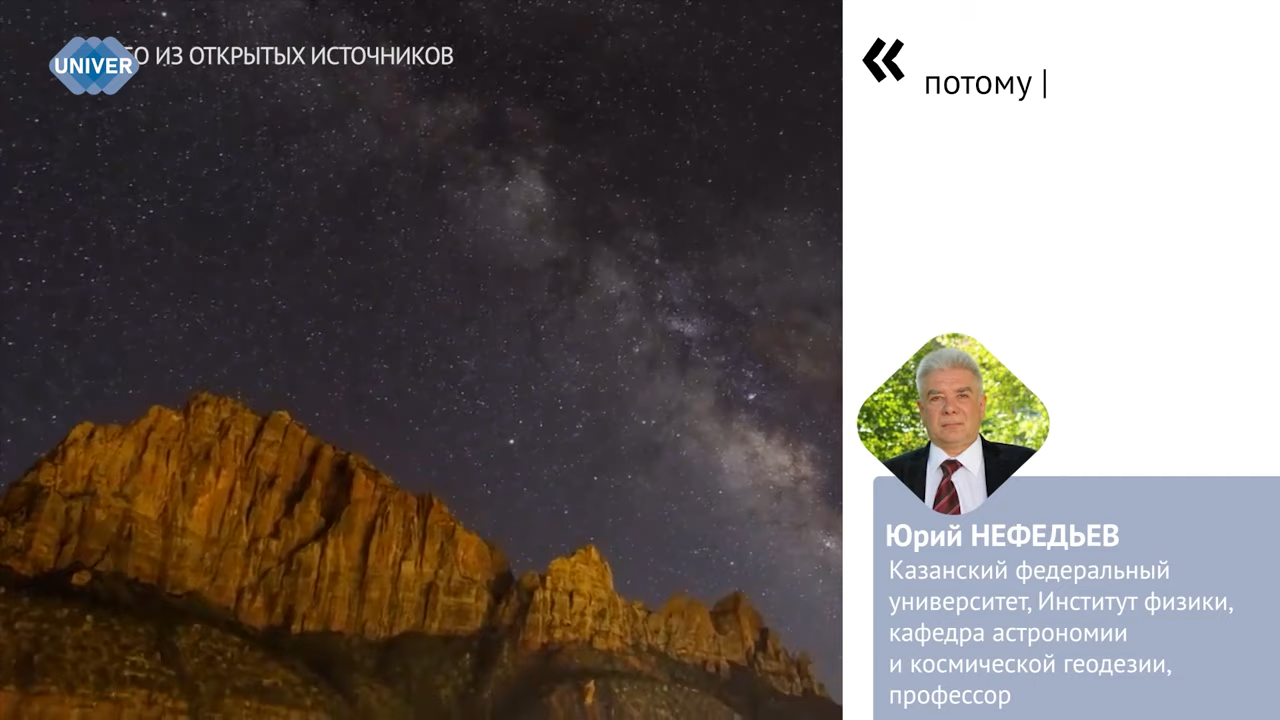 UNIVER
ИЗ ОТКРЫТЫХ ИСТОЧНИКОВ
« потому |
Юрий НЕФЕДЬЕВ
Казанский федеральный
университет, Институт физики,
кафедра астрономии
и космической геодезии,
профессор